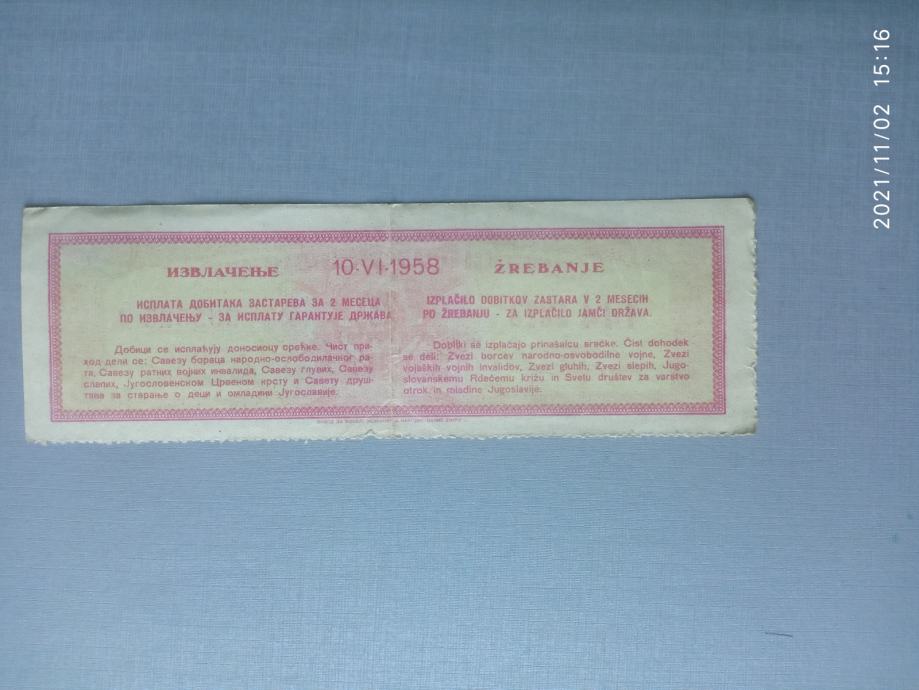 ИЗВЛАЧЕЊЕ 10·VI·1958 ŽREBANJE
ИСПЛАТА ДОБИТАКА ЗАСТАРЕВА ЗА 2 МЕСЕЦА
ПО ИЗВЛАЧЕЊУ - ЗА ИСПЛАТУ ГАРАНТУЈЕ ДРЖАВА
IZPLAČILO DOBITKOV ZASTARA V 2 MESECIH
PO ŽREBANJU - ZA IZPLAČILO JAMČI DRŽAVA.
Добици се исплаћују доносиоцу срећке. Чист при-
ход дели се: Савезу бораца народно-ослободилачког ра-
та, Савезу ратних војних инвалида, Савезу глувих, Савезу
слепих, Југословенском Црвеном крсту и Савету друш-
тава за старање о деци и омладини Југославије.
Dobitki se izplačajo prinašalcu srečke. Čist dohodek
se deli: Zvezi borcev narodno-osvobodilne vojne, Zvezi
vojaških vojnih invalidov, Zvezi gluhih, Zvezi slepih, Jugo-
slovanskemu Rdečemu križu in Svetu društev za varstvo
otrok in mladine Jugoslavije.
2021/11/02 15:16